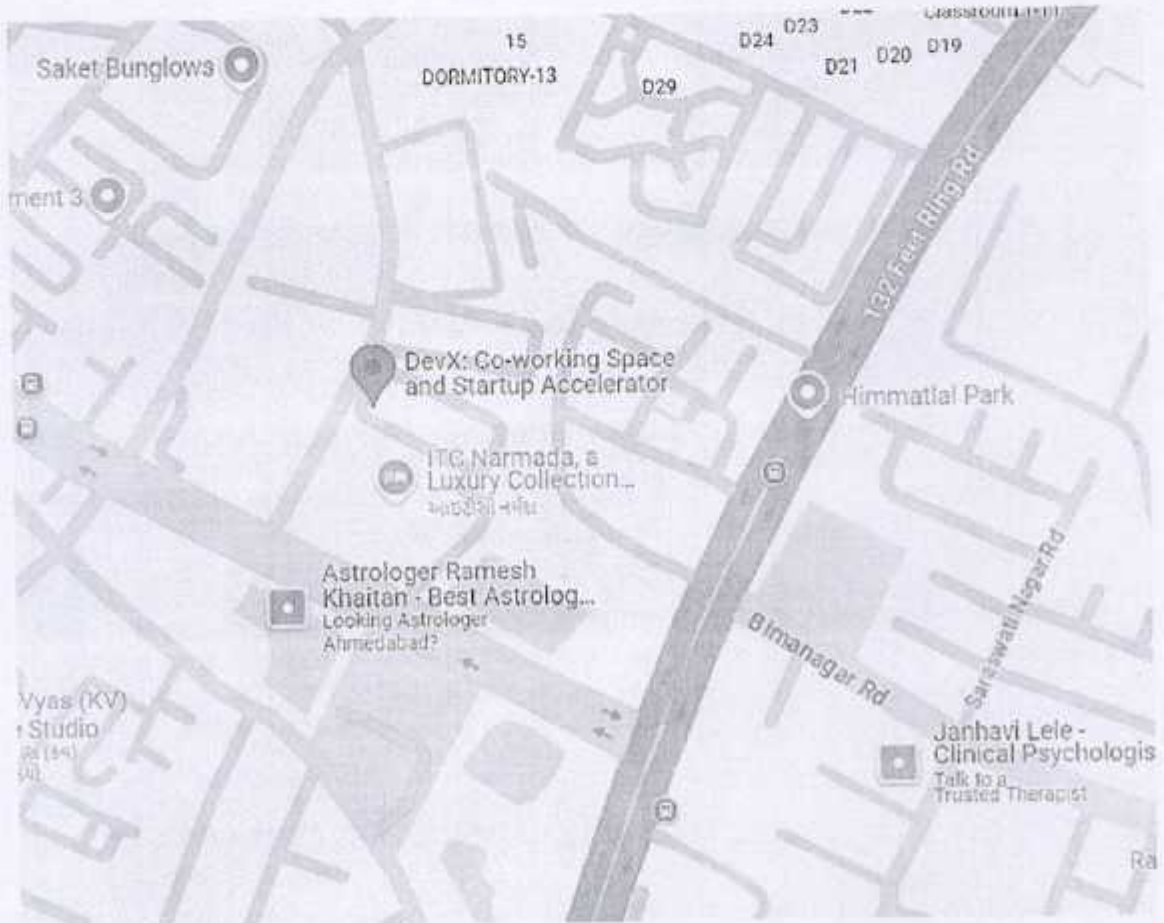 15
D24
D23
D20
D19
Saket Bunglows
DORMITORY-13
D29
D21
ment 3
132 Feet Ring Rd
DevX: Co-working Space
and Startup Accelerator
Himmatlal Park
ITC Narmada, a
Luxury Collection...
Astrologer Ramesh
Khaitan - Best Astrolog...
Looking Astrologer
Ahmedabad?
Bimanagar Rd
Saraswati Nagar Rd
Vyas (KV)
Studio
Janhavi Lele -
Clinical Psychologis
Talk to a
Trusted Therapist
Ra